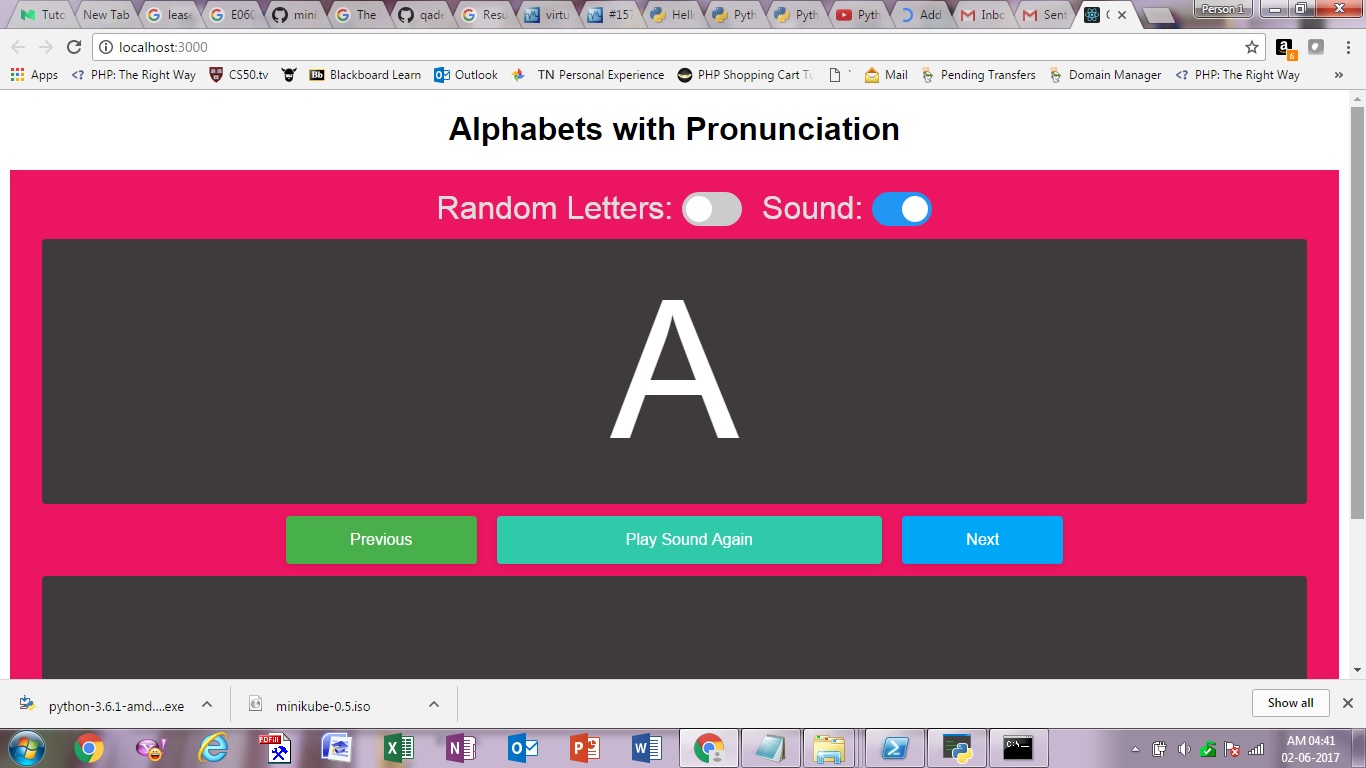 Tuto New Tab lease E060 mini The qade Resu virtu #157 Hello Pyth Pyth Pyth Add Inbo Sent Person 1
localhost:3000
Apps PHP: The Right Way CS50.tv Bb Blackboard Learn Outlook TN Personal Experience PHP Shopping Cart Tu Mail Pending Transfers Domain Manager PHP: The Right Way »
Alphabets with Pronunciation
Random Letters: Sound:
A
Previous Play Sound Again Next
python-3.6.1-amd....exe minikube-0.5.iso Show all
AM 04:41
02-06-2017